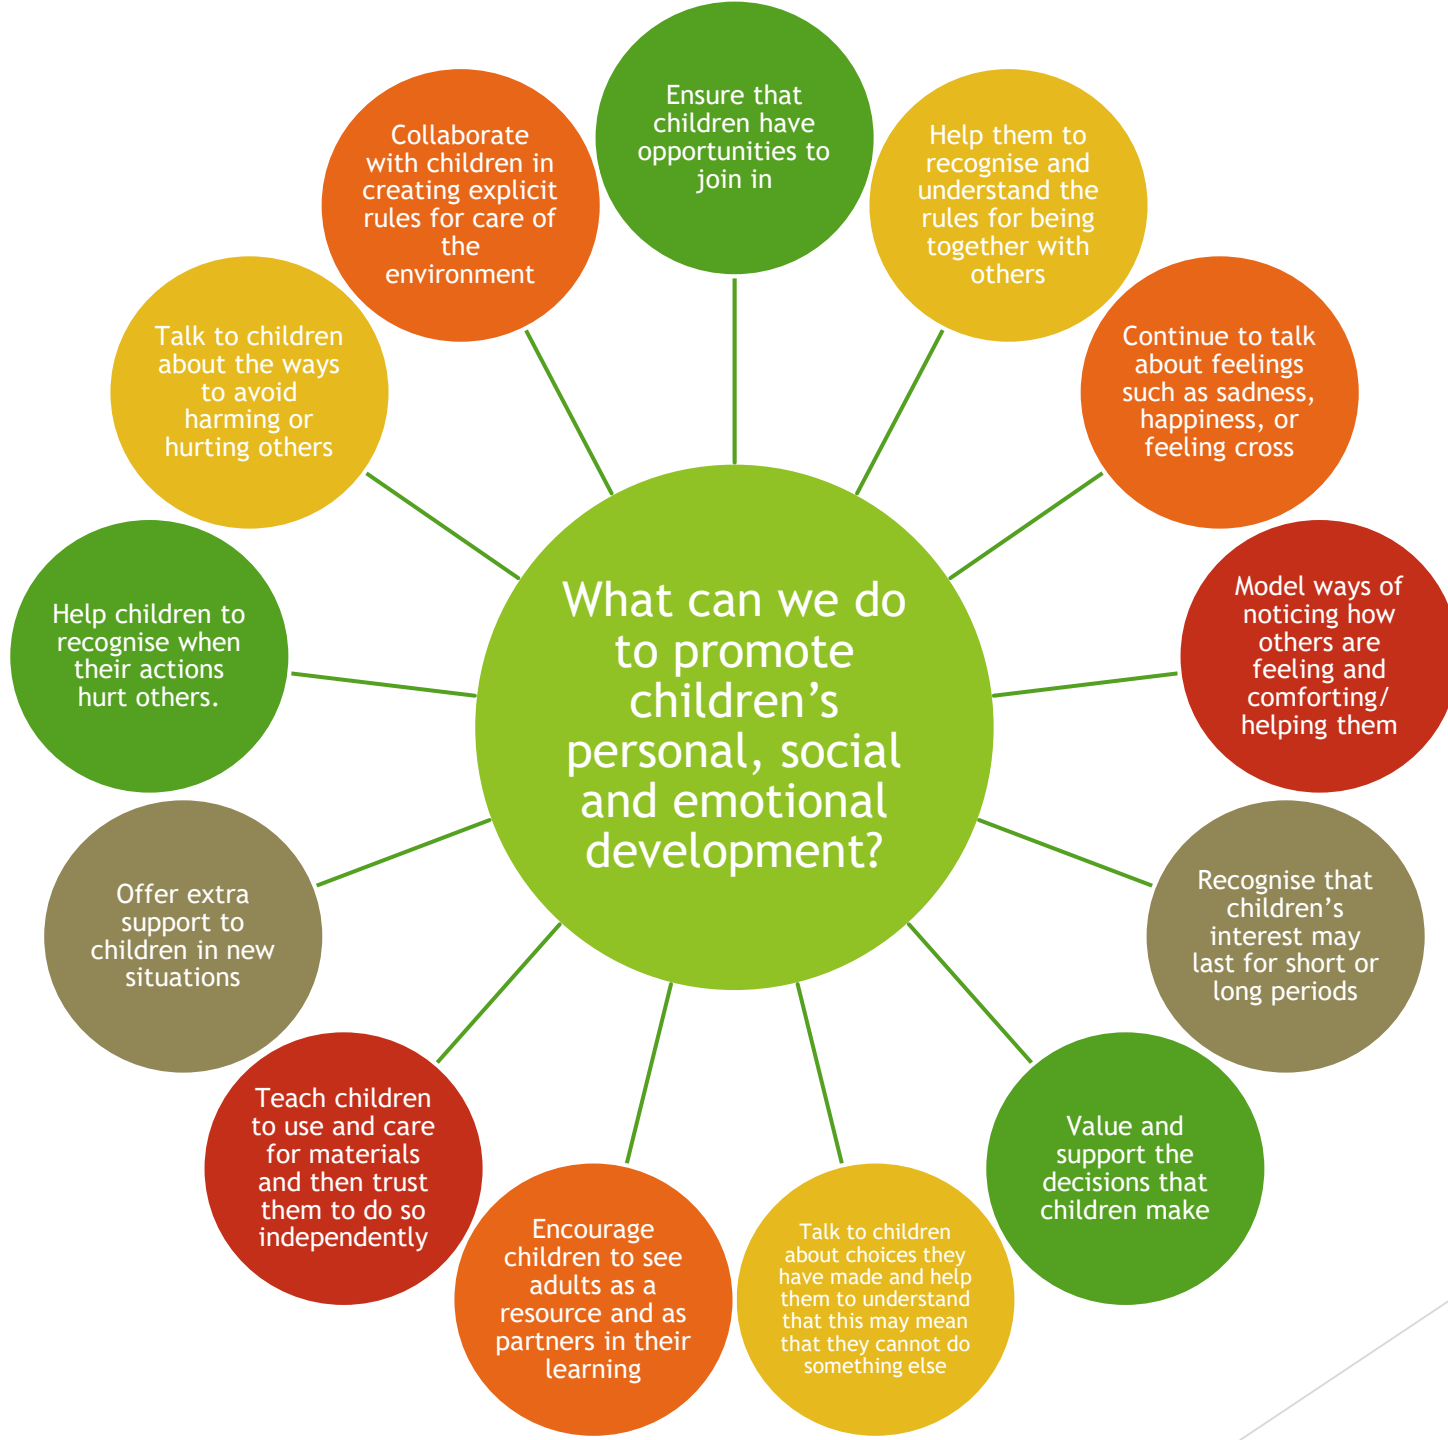 What can we do
to promote
children’s
personal, social
and emotional
development?
Ensure that
children have
opportunities to
join in
Help them to
recognise and
understand the
rules for being
together with
others
Continue to talk
about feelings
such as sadness,
happiness, or
feeling cross
Model ways of
noticing how
others are
feeling and
comforting/
helping them
Recognise that
children’s
interest may
last for short or
long periods
Value and
support the
decisions that
children make
Talk to children
about choices they
have made and help
them to understand
that this may mean
that they cannot do
something else
Encourage
children to see
adults as a
resource and as
partners in their
learning
Teach children
to use and care
for materials
and then trust
them to do so
independently
Offer extra
support to
children in new
situations
Help children to
recognise when
their actions
hurt others.
Talk to children
about the ways
to avoid
harming or
hurting others
Collaborate
with children in
creating explicit
rules for care of
the
environment